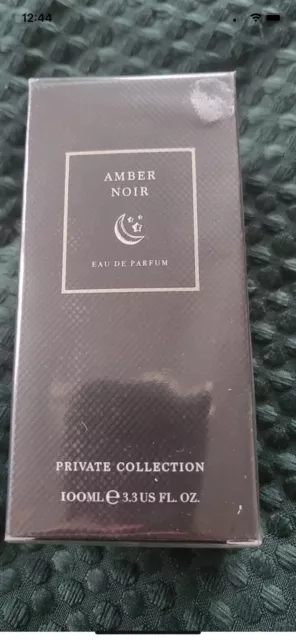 12:44
AMBER
NOIR
EAU DE PARFUM
PRIVATE COLLECTION
100ML ℮ 3.3 US FL. OZ.